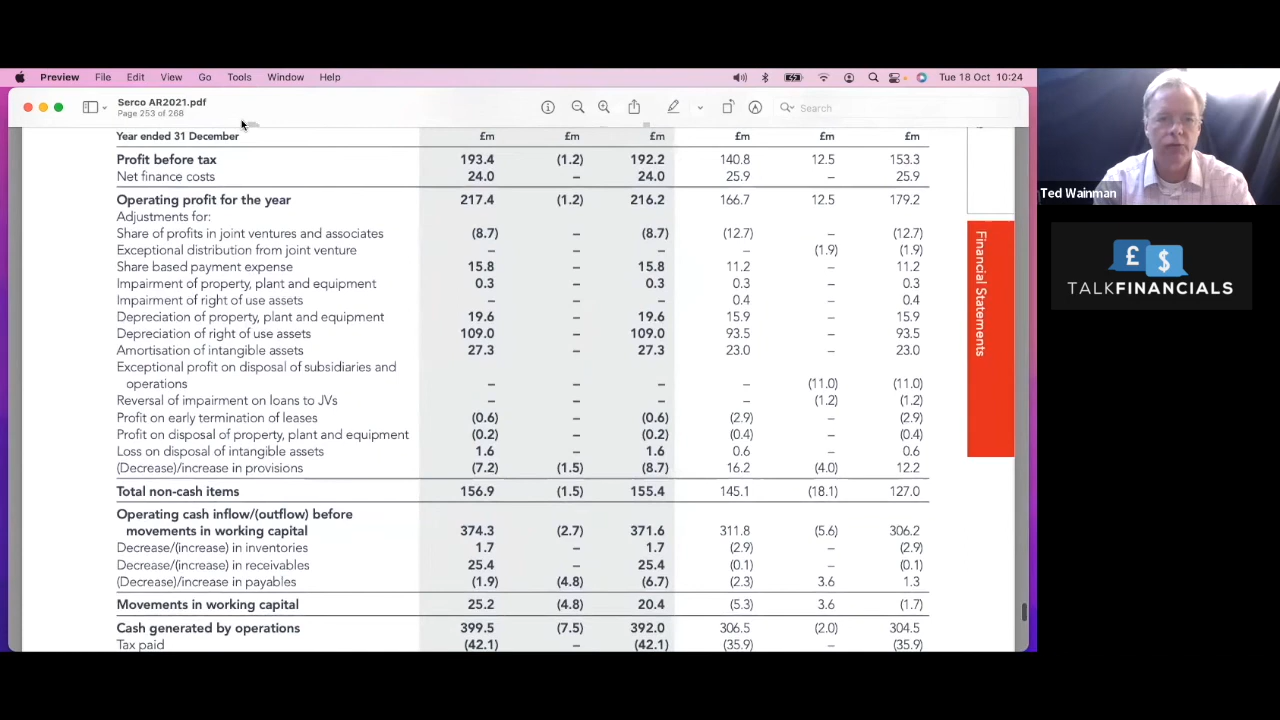 Preview File Edit View Go Tools Window Help Tue 18 Oct 10:24
Serco AR2021.pdf
Page 253 of 268
Search
Year ended 31 December £m £m £m £m £m £m
Profit before tax 193.4 (1.2) 192.2 140.8 12.5 153.3
Net finance costs 24.0 – 24.0 25.9 – 25.9
Operating profit for the year 217.4 (1.2) 216.2 166.7 12.5 179.2
Adjustments for:
Share of profits in joint ventures and associates (8.7) – (8.7) (12.7) – (12.7)
Exceptional distribution from joint venture – – – – (1.9) (1.9)
Share based payment expense 15.8 – 15.8 11.2 – 11.2
Impairment of property, plant and equipment 0.3 – 0.3 0.3 – 0.3
Impairment of right of use assets – – – 0.4 – 0.4
Depreciation of property, plant and equipment 19.6 – 19.6 15.9 – 15.9
Depreciation of right of use assets 109.0 – 109.0 93.5 – 93.5
Amortisation of intangible assets 27.3 – 27.3 23.0 – 23.0
Exceptional profit on disposal of subsidiaries and
operations – – – – (11.0) (11.0)
Reversal of impairment on loans to JVs – – – – (1.2) (1.2)
Profit on early termination of leases (0.6) – (0.6) (2.9) – (2.9)
Profit on disposal of property, plant and equipment (0.2) – (0.2) (0.4) – (0.4)
Loss on disposal of intangible assets 1.6 – 1.6 0.6 – 0.6
(Decrease)/increase in provisions (7.2) (1.5) (8.7) 16.2 (4.0) 12.2
Total non-cash items 156.9 (1.5) 155.4 145.1 (18.1) 127.0
Operating cash inflow/(outflow) before
movements in working capital 374.3 (2.7) 371.6 311.8 (5.6) 306.2
Decrease/(increase) in inventories 1.7 – 1.7 (2.9) – (2.9)
Decrease/(increase) in receivables 25.4 – 25.4 (0.1) – (0.1)
(Decrease)/increase in payables (1.9) (4.8) (6.7) (2.3) 3.6 1.3
Movements in working capital 25.2 (4.8) 20.4 (5.3) 3.6 (1.7)
Cash generated by operations 399.5 (7.5) 392.0 306.5 (2.0) 304.5
Tax paid (42.1) – (42.1) (35.9) – (35.9)
Financial Statements
Ted Wainman
£ $
TALKFINANCIALS